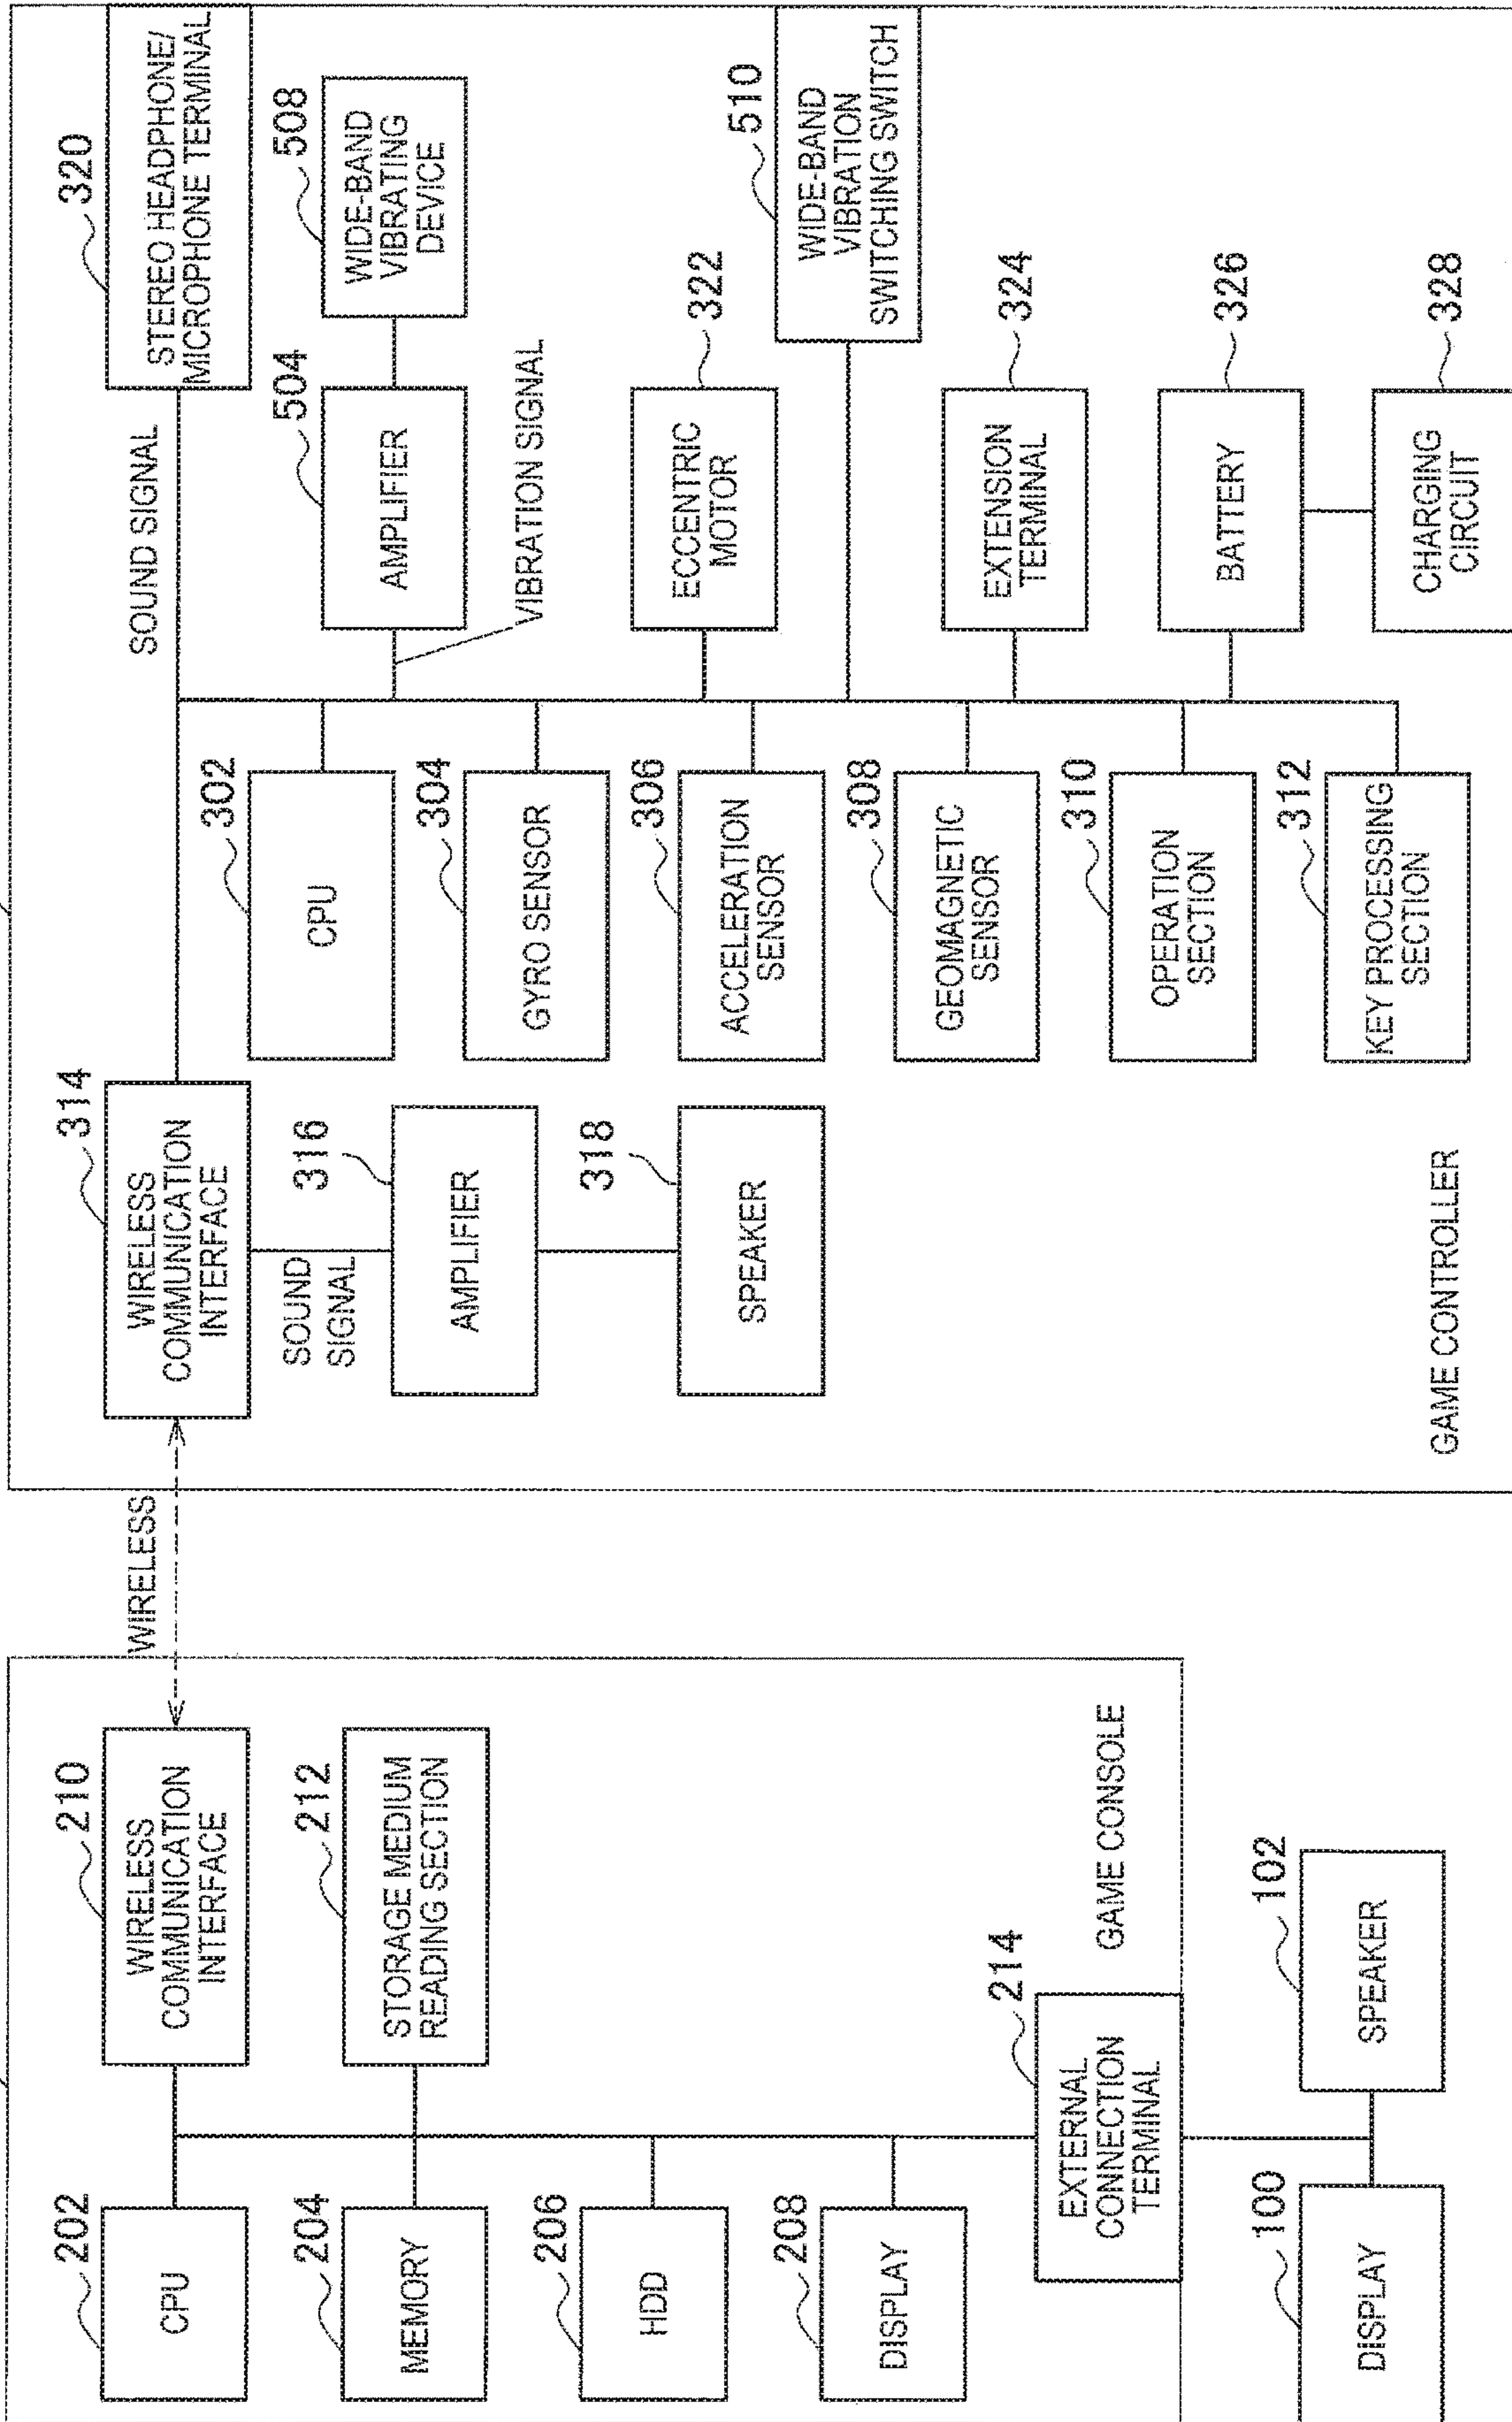 202
CPU
204
MEMORY
206
HDD
208
DISPLAY
210
WIRELESS
COMMUNICATION
INTERFACE
212
STORAGE MEDIUM
READING SECTION
214
EXTERNAL
CONNECTION
TERMINAL
GAME CONSOLE
100
DISPLAY
102
SPEAKER
WIRELESS
314
WIRELESS
COMMUNICATION
INTERFACE
SOUND
SIGNAL
316
AMPLIFIER
318
SPEAKER
GAME CONTROLLER
302
CPU
304
GYRO SENSOR
306
ACCELERATION
SENSOR
308
GEOMAGNETIC
SENSOR
310
OPERATION
SECTION
312
KEY PROCESSING
SECTION
SOUND SIGNAL
320
STEREO HEADPHONE/
MICROPHONE TERMINAL
504
AMPLIFIER
508
WIDE-BAND
VIBRATING
DEVICE
VIBRATION SIGNAL
ECCENTRIC
MOTOR
322
510
WIDE-BAND
VIBRATION
SWITCHING SWITCH
EXTENSION
TERMINAL
324
BATTERY
326
CHARGING
CIRCUIT
328